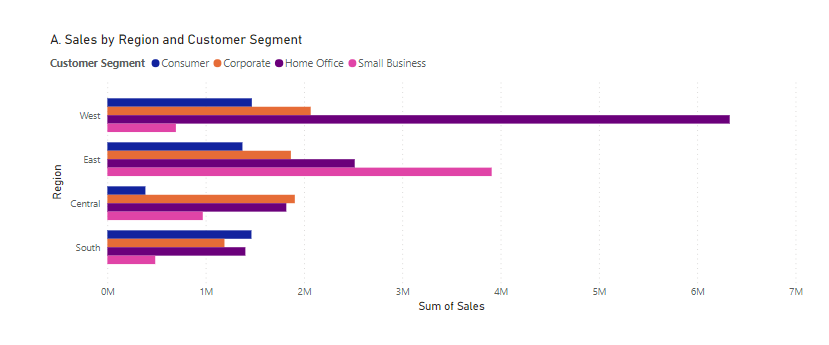 A. Sales by Region and Customer Segment
Customer Segment Consumer Corporate Home Office Small Business
West
East
Central
South
Region
0M 1M 2M 3M 4M 5M 6M 7M
Sum of Sales